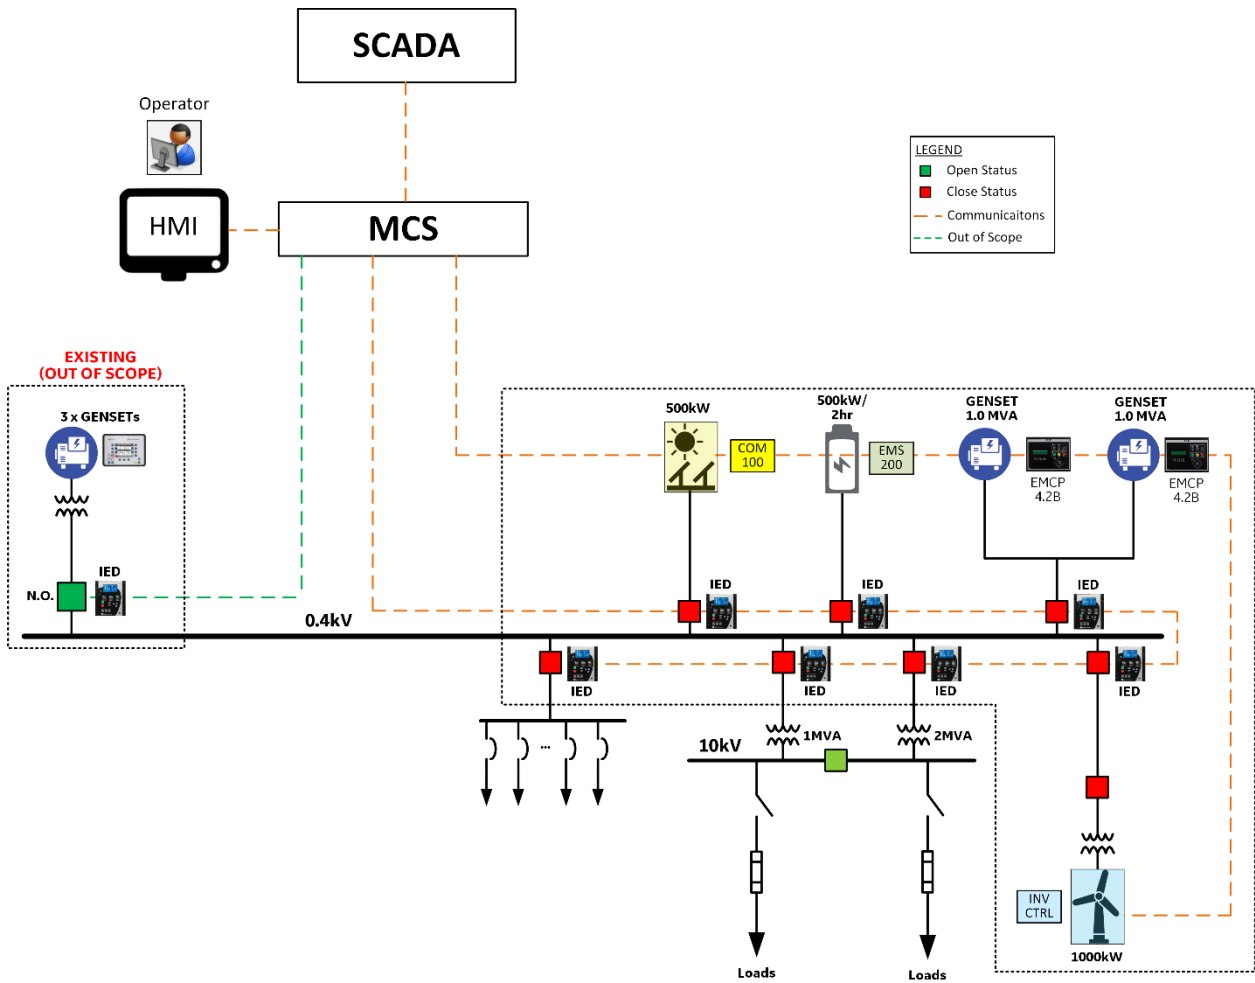 SCADA
Operator
HMI
MCS
LEGEND
Open Status
Close Status
Communicaitons
Out of Scope
EXISTING
(OUT OF SCOPE)
3 x GENSETs
N.O.
IED
0.4kV
500kW
COM
100
500kW/
2hr
EMS
200
GENSET
1.0 MVA
EMCP
4.2B
GENSET
1.0 MVA
EMCP
4.2B
IED
IED
IED
IED
IED
IED
IED
...
1MVA
2MVA
10kV
Loads
Loads
INV
CTRL
1000kW